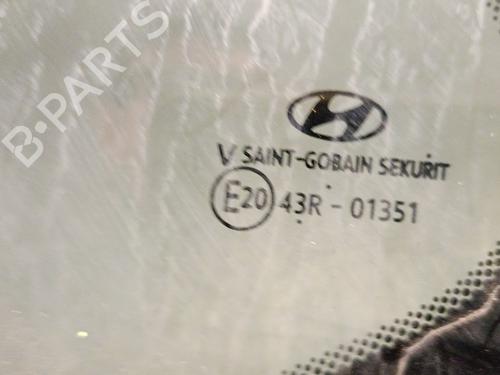 B-PARTS
V SAINT-GOBAIN SEKURIT
E20 43R - 01351